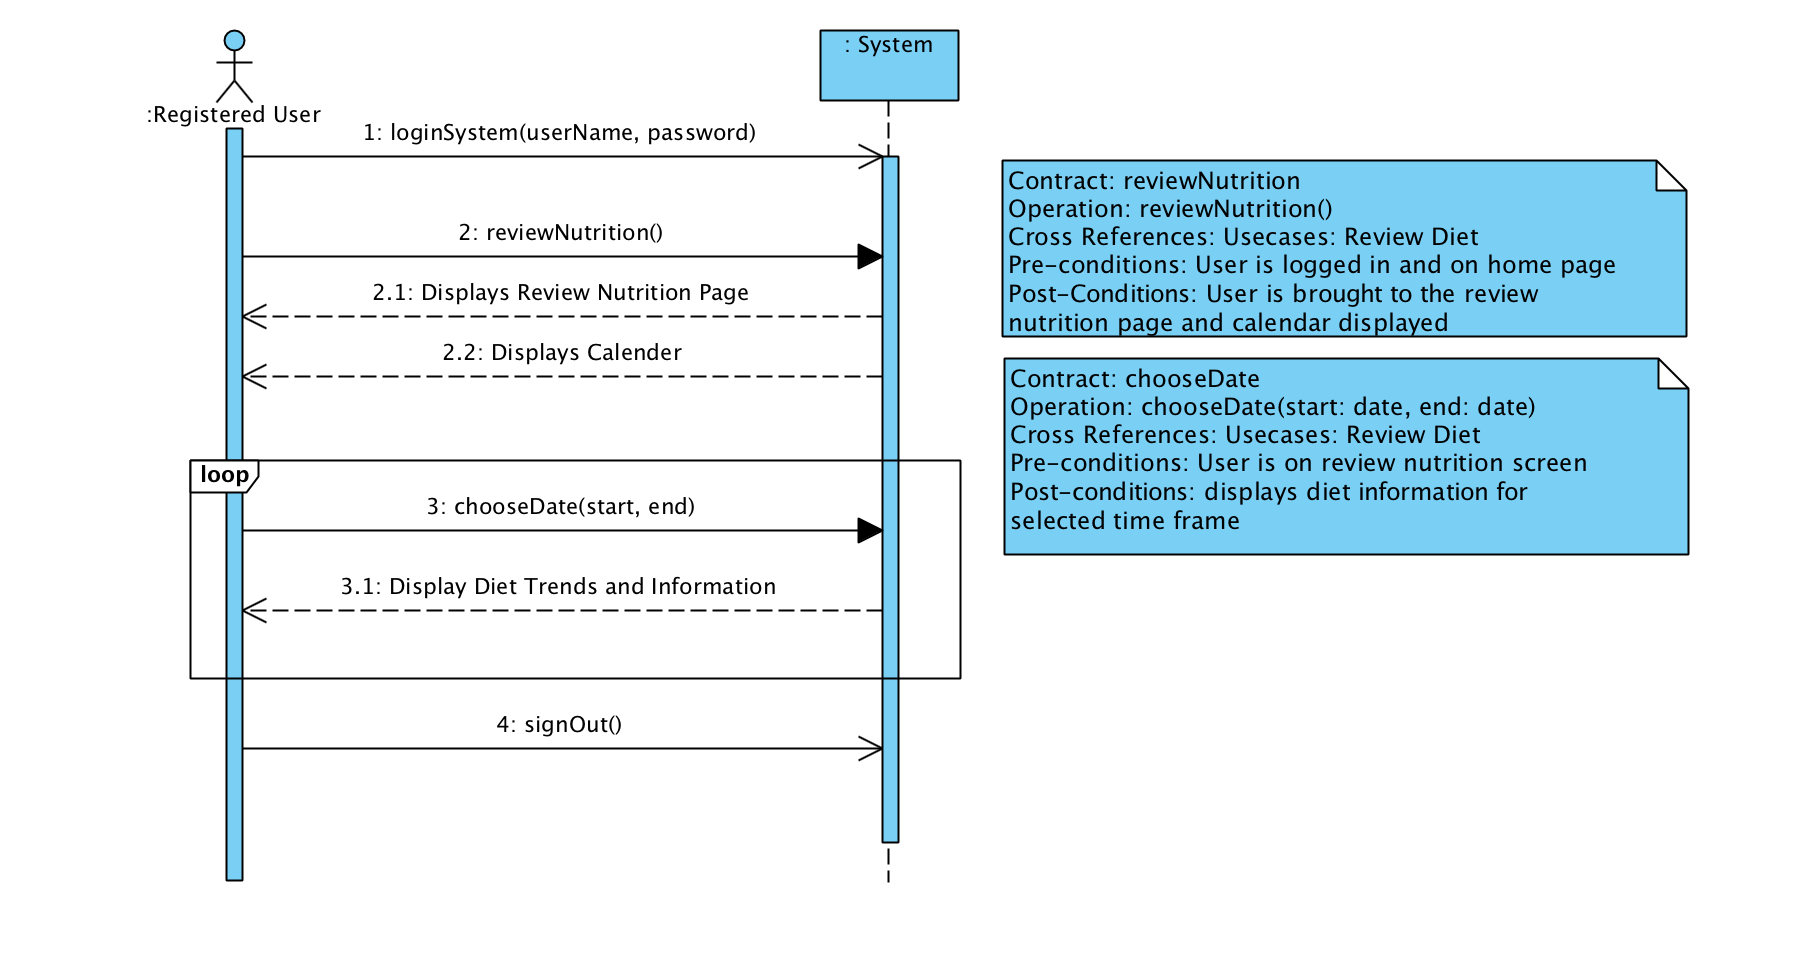 : System
:Registered User
1: loginSystem(userName, password)
2: reviewNutrition()
2.1: Displays Review Nutrition Page
2.2: Displays Calender
loop
3: chooseDate(start, end)
3.1: Display Diet Trends and Information
4: signOut()
Contract: reviewNutrition
Operation: reviewNutrition()
Cross References: Usecases: Review Diet
Pre-conditions: User is logged in and on home page
Post-Conditions: User is brought to the review
nutrition page and calendar displayed
Contract: chooseDate
Operation: chooseDate(start: date, end: date)
Cross References: Usecases: Review Diet
Pre-conditions: User is on review nutrition screen
Post-conditions: displays diet information for
selected time frame